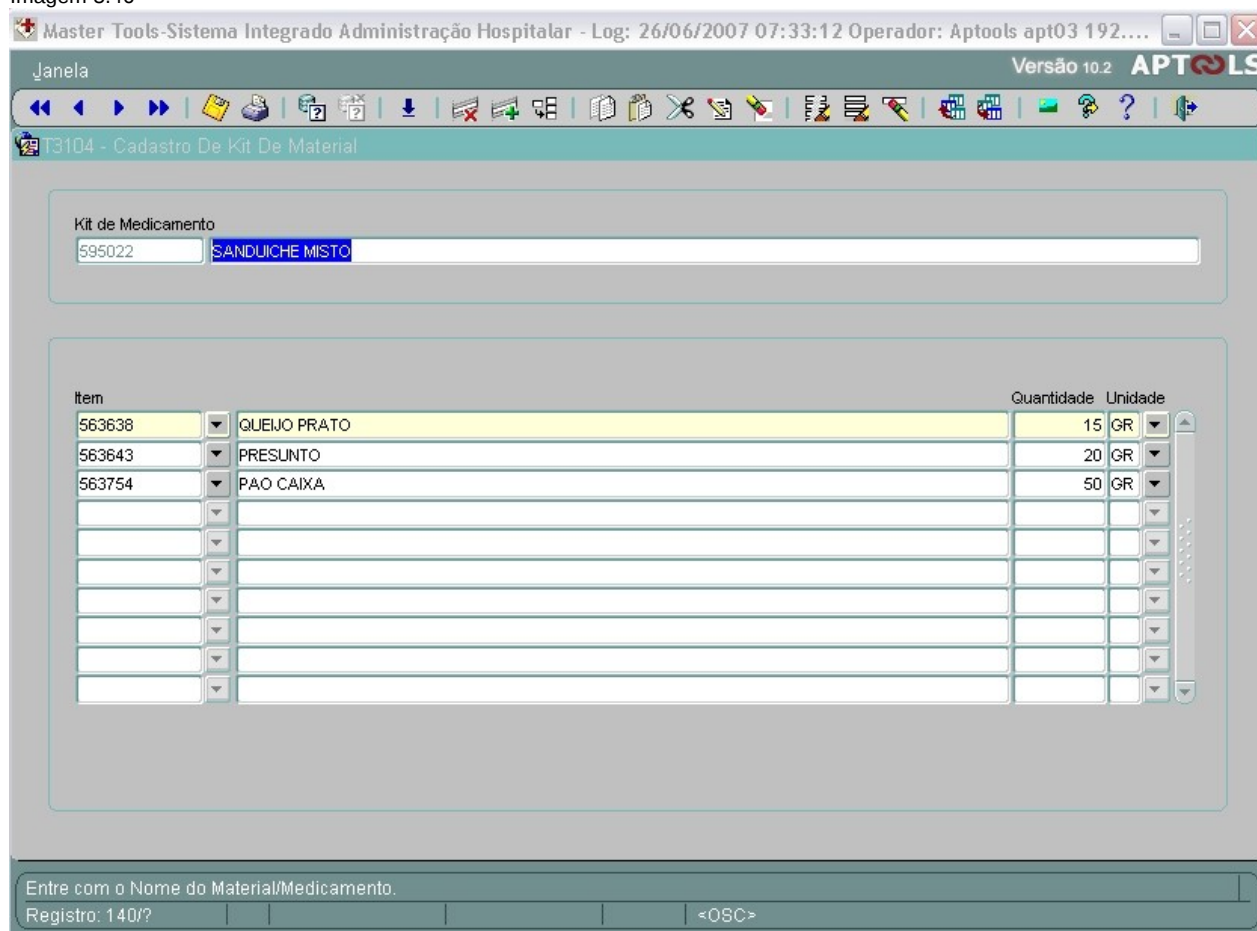 Master Tools-Sistema Integrado Administração Hospitalar - Log: 26/06/2007 07:33:12 Operador: Aptools apt03 192....
Janela Versão 10.2 APTOOLS
T3104 - Cadastro De Kit De Material
Kit de Medicamento
595022 SANDUICHE MISTO
Item Quantidade Unidade
563638 QUEIJO PRATO 15 GR
563643 PRESUNTO 20 GR
563754 PAO CAIXA 50 GR
Entre com o Nome do Material/Medicamento.
Registro: 140/? <OSC>